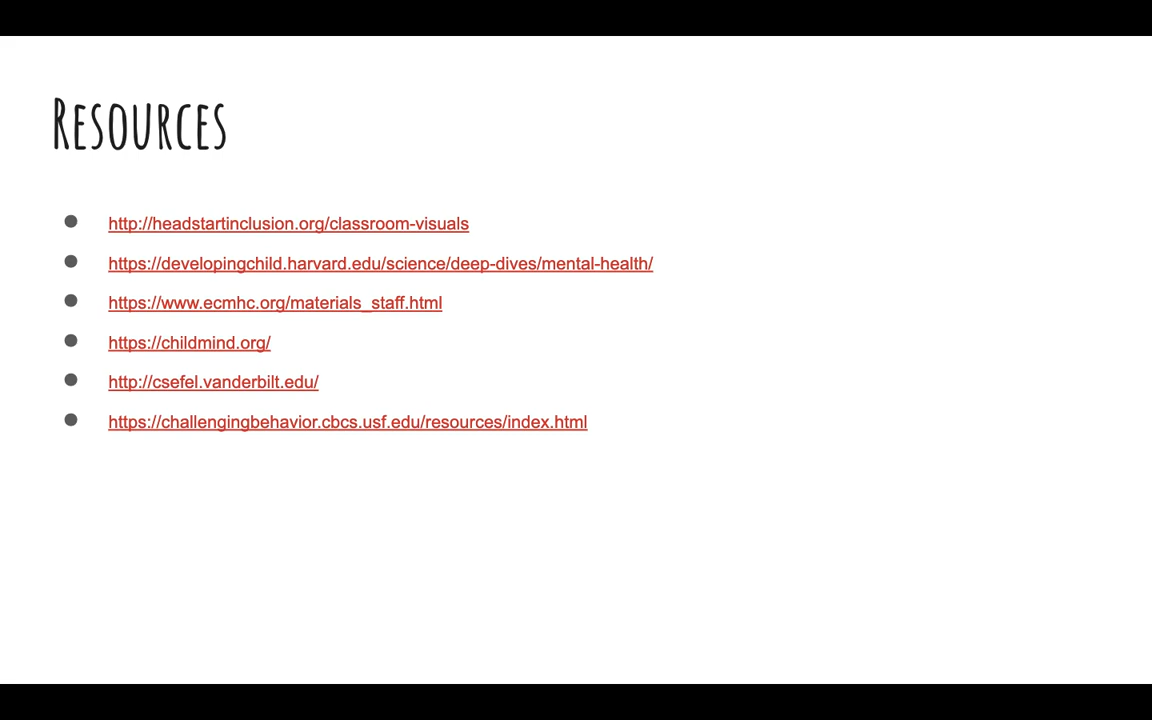 Resources
http://headstartinclusion.org/classroom-visuals
https://developingchild.harvard.edu/science/deep-dives/mental-health/
https://www.ecmhc.org/materials_staff.html
https://childmind.org/
http://csefel.vanderbilt.edu/
https://challengingbehavior.cbcs.usf.edu/resources/index.html